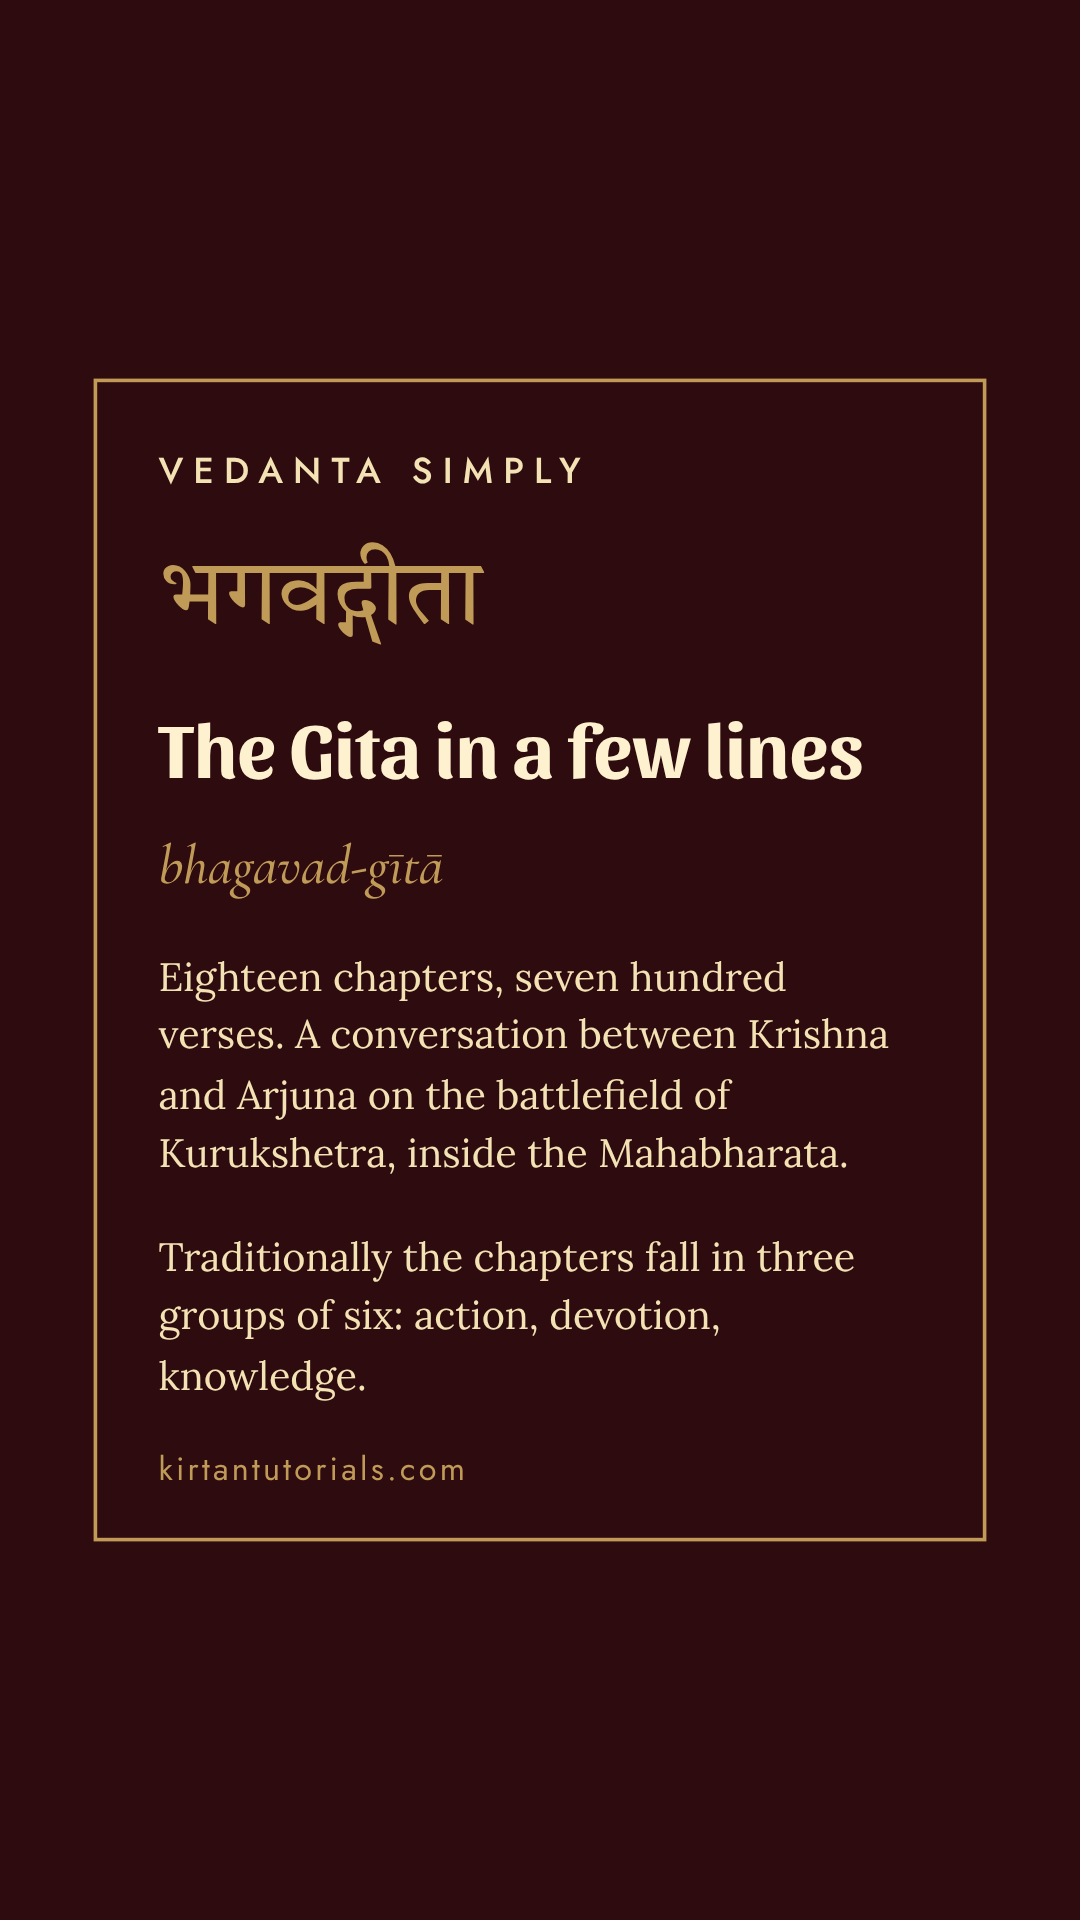 VEDANTA SIMPLY
भगवद्गीता
The Gita in a few lines
bhagavad-gītā
Eighteen chapters, seven hundred
verses. A conversation between Krishna
and Arjuna on the battlefield of
Kurukshetra, inside the Mahabharata.
Traditionally the chapters fall in three
groups of six: action, devotion,
knowledge.
kirtantutorials.com